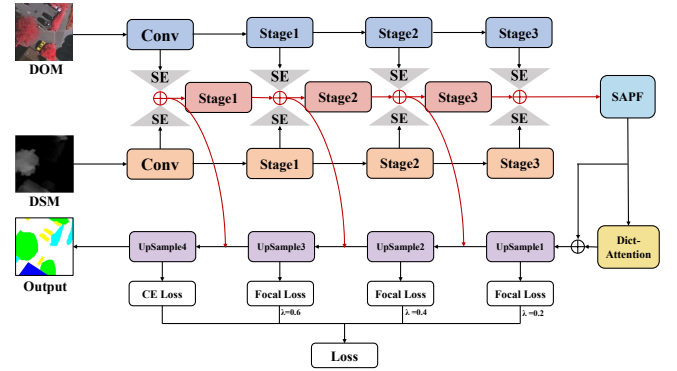 Conv
Stage1
Stage2
Stage3
DOM
SE
SE
SE
SE
Stage1
Stage2
Stage3
SAPF
SE
SE
SE
SE
Conv
Stage1
Stage2
Stage3
DSM
UpSample4
UpSample3
UpSample2
UpSample1
Dict-
Attention
Output
CE Loss
Focal Loss
Focal Loss
Focal Loss
λ=0.6
λ =0.4
λ =0.2
Loss